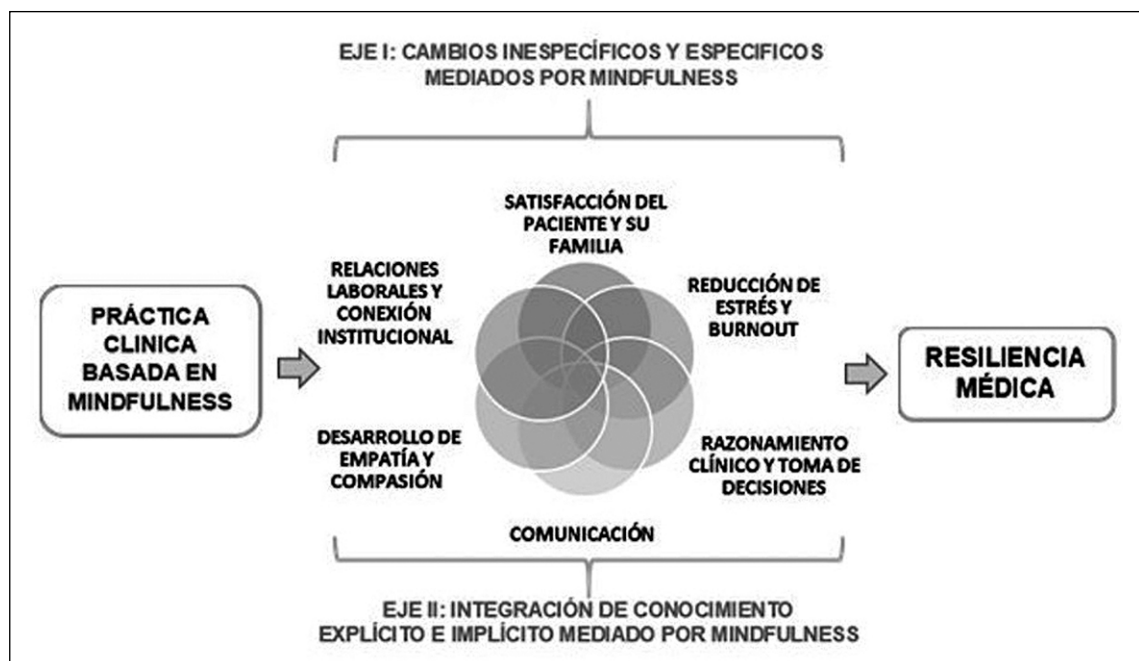 EJE I: CAMBIOS INESPECÍFICOS Y ESPECIFICOS
MEDIADOS POR MINDFULNESS
SATISFACCIÓN DEL
PACIENTE Y SU
FAMILIA
RELACIONES
LABORALES Y
CONEXIÓN
INSTITUCIONAL
REDUCCIÓN DE
ESTRÉS Y
BURNOUT
PRÁCTICA
CLINICA
BASADA EN
MINDFULNESS
RESILIENCIA
MÉDICA
DESARROLLO DE
EMPATÍA Y
COMPASIÓN
RAZONAMIENTO
CLÍNICO Y TOMA DE
DECISIONES
COMUNICACIÓN
EJE II: INTEGRACIÓN DE CONOCIMIENTO
EXPLÍCITO E IMPLÍCITO MEDIADO POR MINDFULNESS